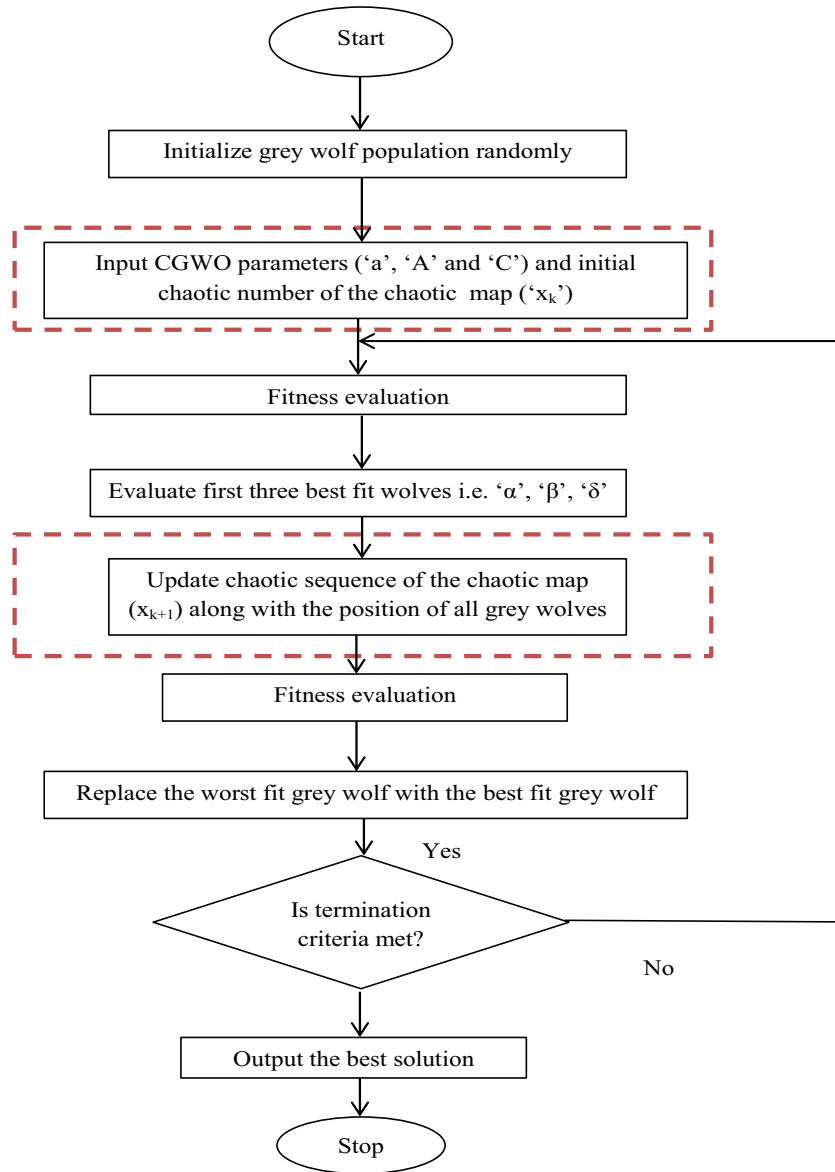 Start
Initialize grey wolf population randomly
Input CGWO parameters (‘a’, ‘A’ and ‘C’) and initial
chaotic number of the chaotic map (‘xₖ’)
Fitness evaluation
Evaluate first three best fit wolves i.e. ‘α’, ‘β’, ‘δ’
Update chaotic sequence of the chaotic map
(xₖ₊₁) along with the position of all grey wolves
Fitness evaluation
Replace the worst fit grey wolf with the best fit grey wolf
Yes
Is termination
criteria met?
No
Output the best solution
Stop